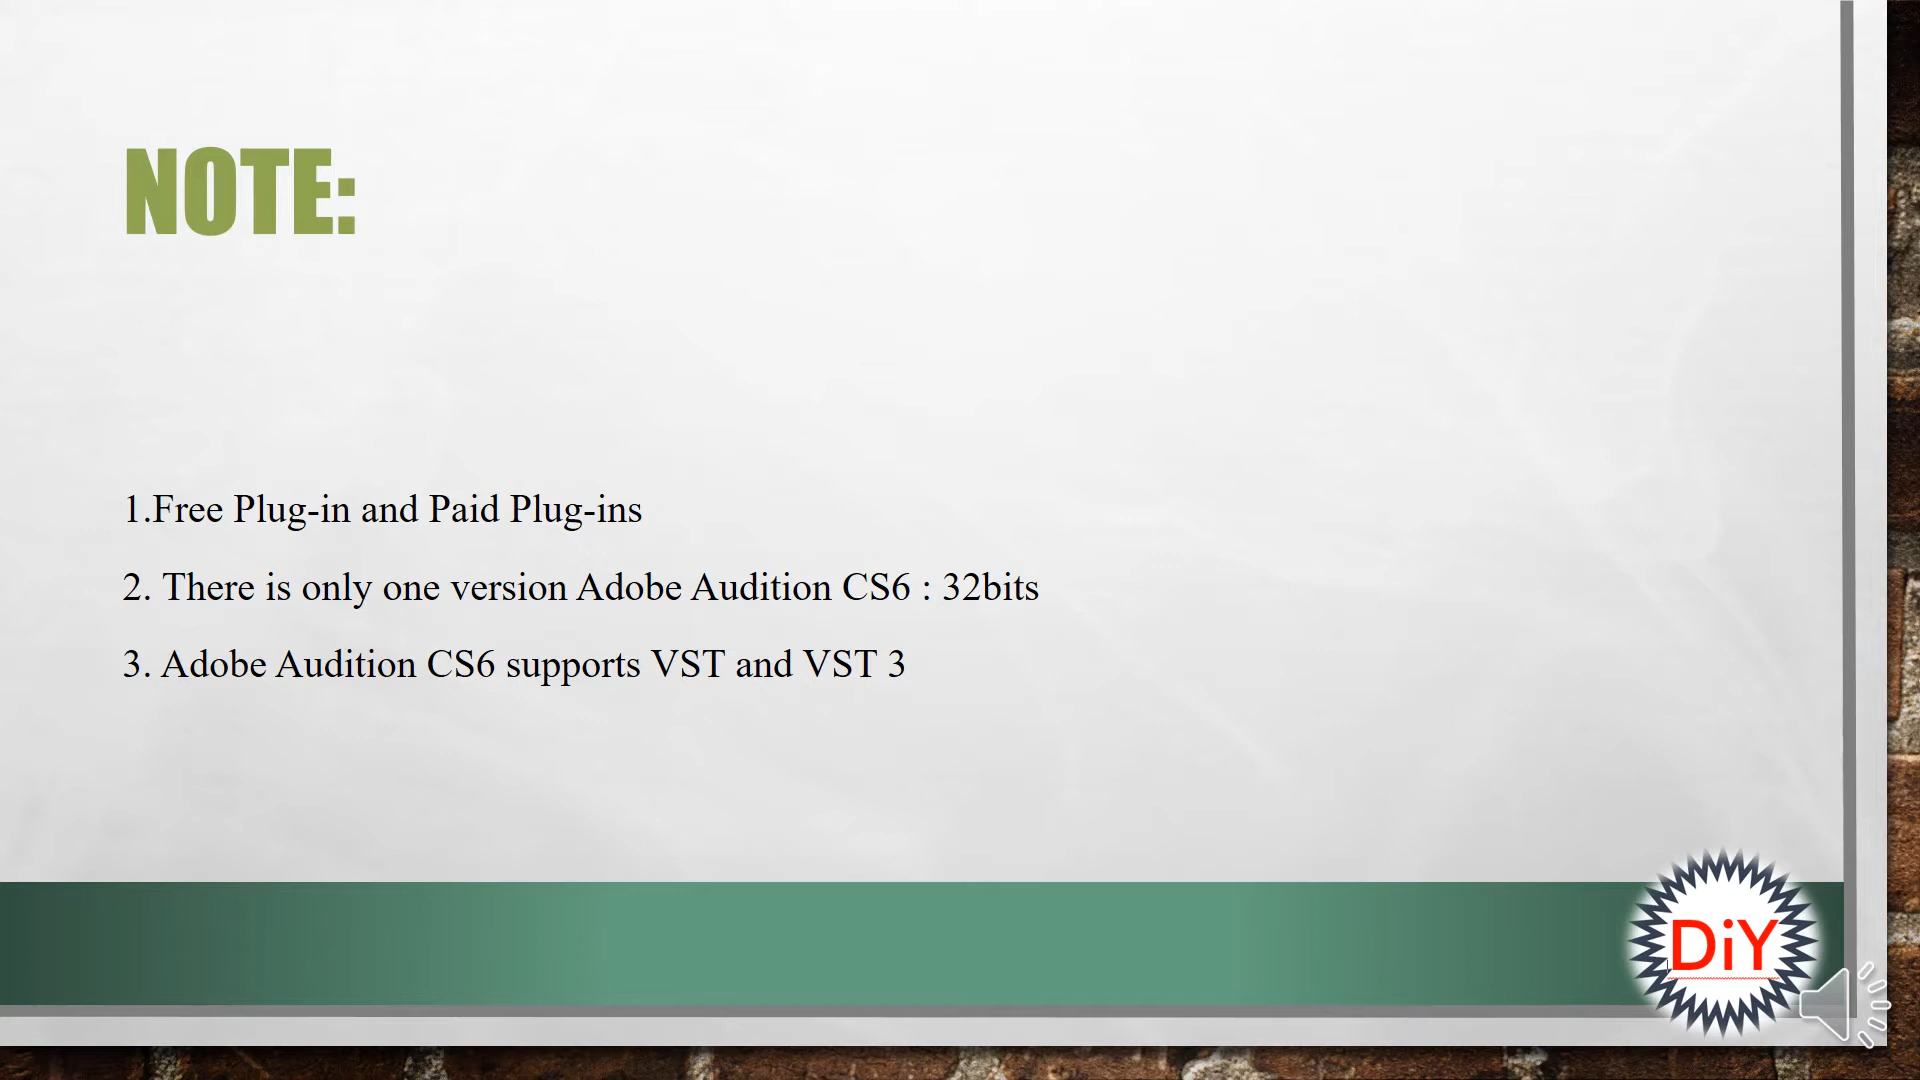 NOTE:
1.Free Plug-in and Paid Plug-ins
2. There is only one version Adobe Audition CS6 : 32bits
3. Adobe Audition CS6 supports VST and VST 3
DiY